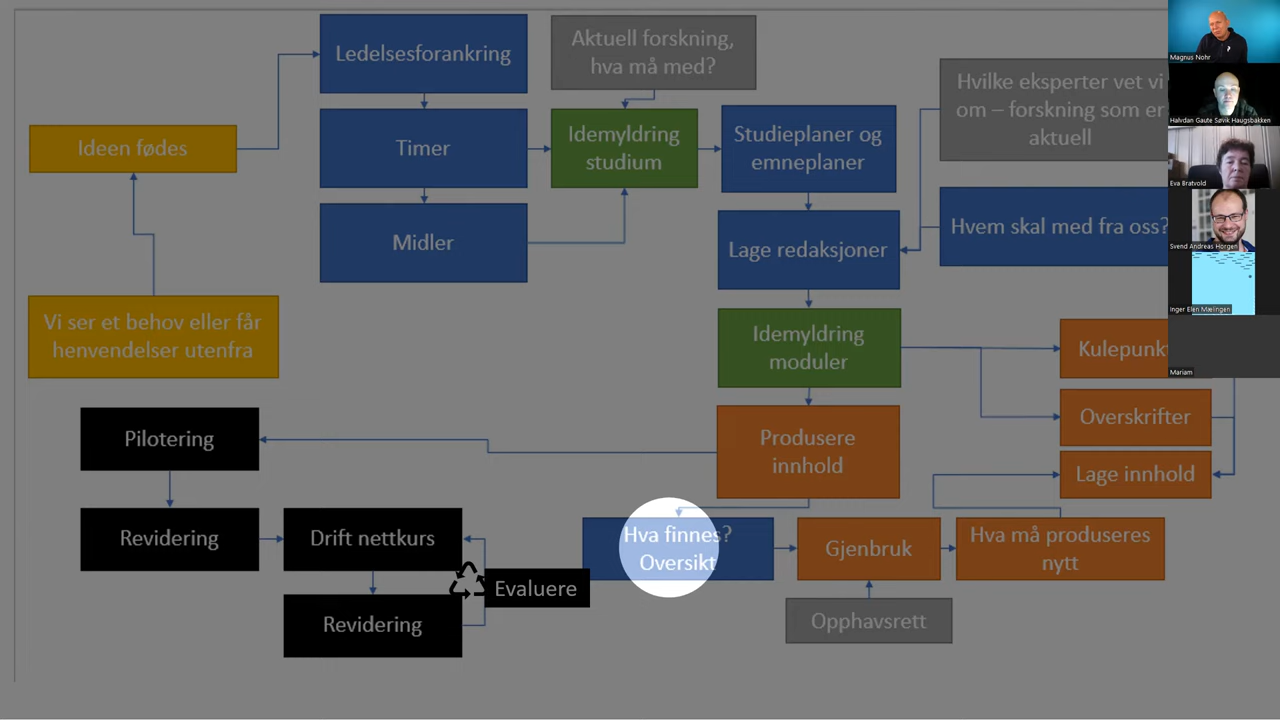 Ledelsesforankring
Aktuell forskning,
hva må med?
Hvilke eksperter vet vi
om – forskning som er
aktuell
Ideen fødes
Timer
Idemyldring
studium
Studieplaner og
emneplaner
Midler
Lage redaksjoner
Hvem skal med fra oss?
Vi ser et behov eller får
henvendelser utenfra
Idemyldring
moduler
Kulepunkt
Overskrifter
Pilotering
Produsere
innhold
Lage innhold
Revidering
Drift nettkurs
Hva finnes?
Oversikt
Gjenbruk
Hva må produseres
nytt
Evaluere
Revidering
Opphavsrett
Magnus Nohr
Halvdan Gaute Søvik Haugsbakken
Eva Bratvold
Svend Andreas Horgen
Inger Elen Mælingen
Mariam